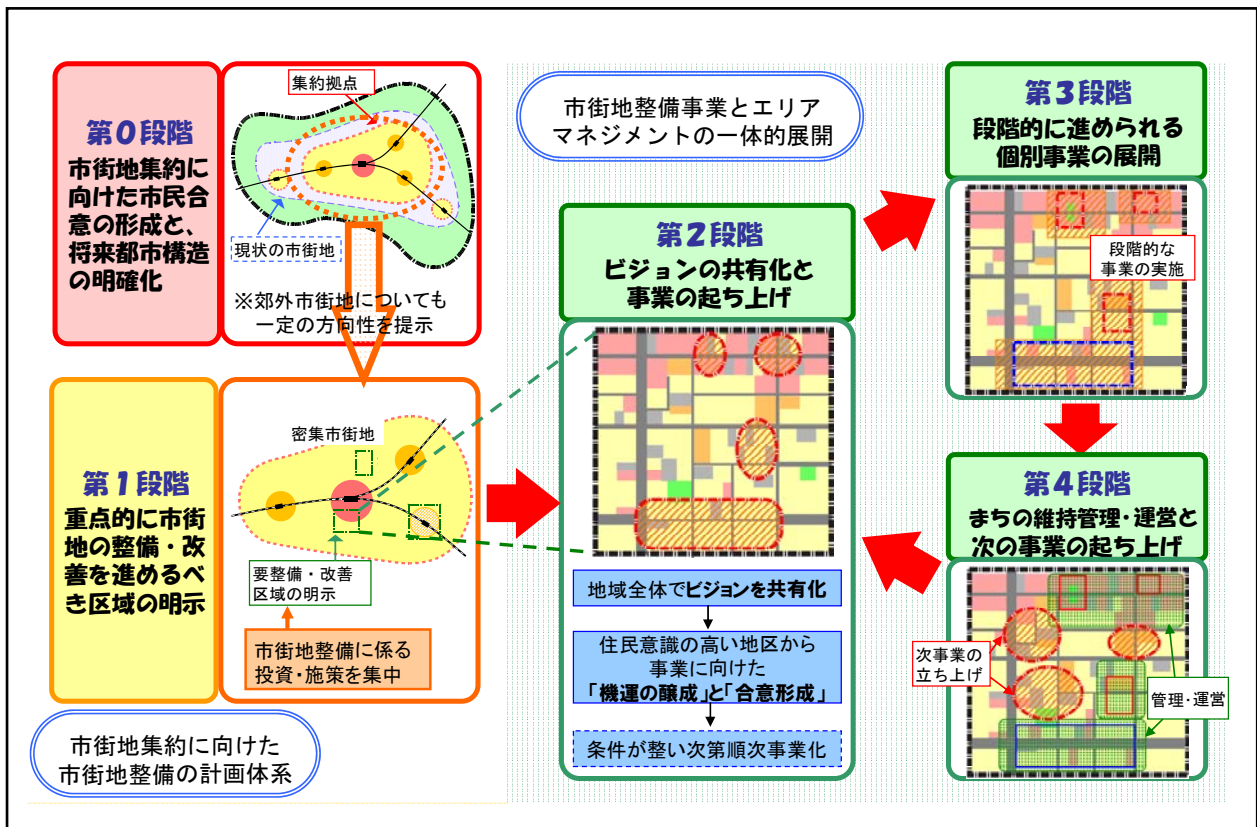 第0段階
市街地集約に
向けた市民合
意の形成と、
将来都市構造
の明確化
集約拠点
現状の市街地
※郊外市街地についても
一定の方向性を提示
第1段階
重点的に市街
地の整備・改
善を進めるべ
き区域の明示
密集市街地
要整備・改善
区域の明示
市街地整備に係る
投資・施策を集中
市街地集約に向けた
市街地整備の計画体系
市街地整備事業とエリア
マネジメントの一体的展開
第2段階
ビジョンの共有化と
事業の起ち上げ
地域全体でビジョンを共有化
住民意識の高い地区から
事業に向けた
「機運の醸成」と「合意形成」
条件が整い次第順次事業化
第3段階
段階的に進められる
個別事業の展開
段階的な
事業の実施
第4段階
まちの維持管理・運営と
次の事業の起ち上げ
次事業の
立ち上げ
管理・運営